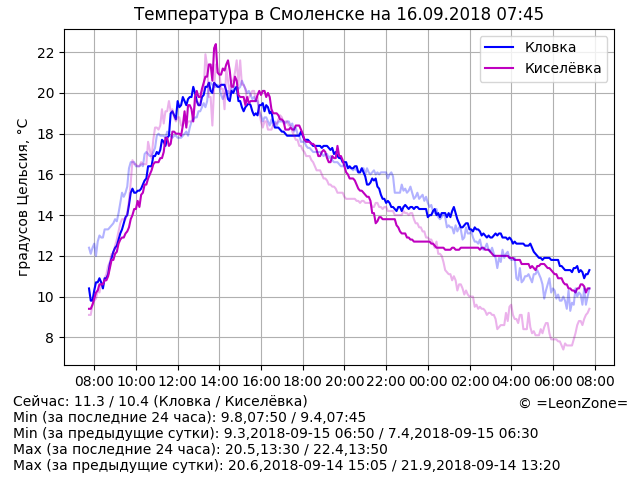 Температура в Смоленске на 16.09.2018 07:45
Кловка
Киселёвка
градусов Цельсия, °C
22
20
18
16
14
12
10
8
08:00 10:00 12:00 14:00 16:00 18:00 20:00 22:00 00:00 02:00 04:00 06:00 08:00
Сейчас: 11.3 / 10.4 (Кловка / Киселёвка)
© =LeonZone=
Min (за последние 24 часа): 9.8,07:50 / 9.4,07:45
Min (за предыдущие сутки): 9.3,2018-09-15 06:50 / 7.4,2018-09-15 06:30
Max (за последние 24 часа): 20.5,13:30 / 22.4,13:50
Max (за предыдущие сутки): 20.6,2018-09-14 15:05 / 21.9,2018-09-14 13:20